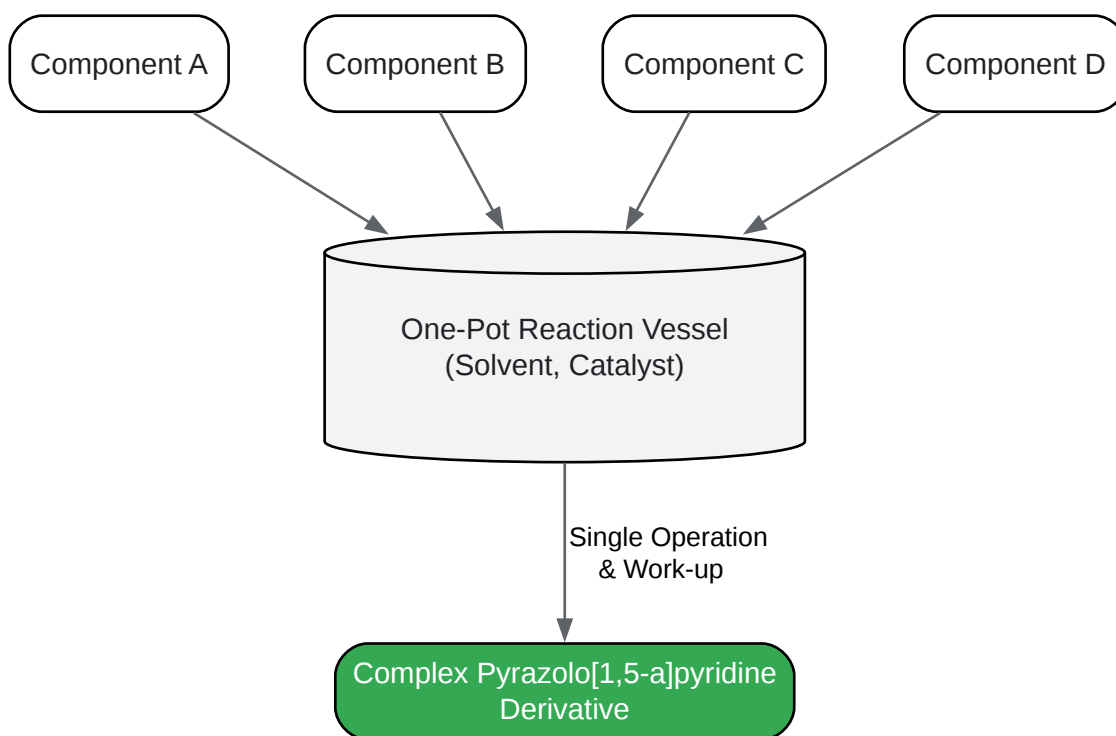 Component A
Component B
Component C
Component D
One-Pot Reaction Vessel
(Solvent, Catalyst)
Single Operation
& Work-up
Complex Pyrazolo[1,5-a]pyridine
Derivative